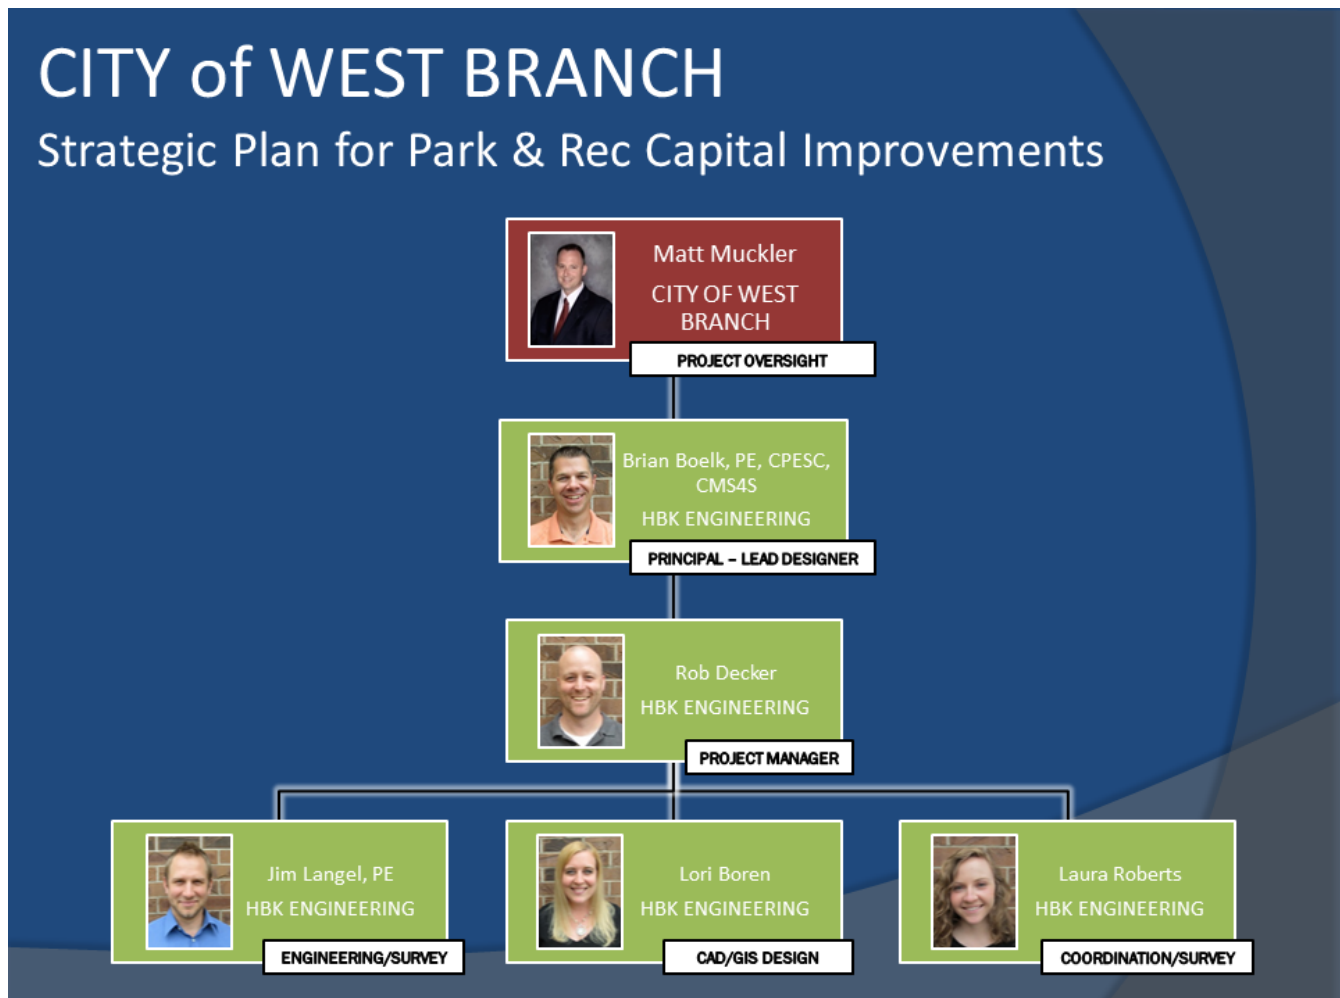 CITY of WEST BRANCH
Strategic Plan for Park & Rec Capital Improvements
Matt Muckler
CITY OF WEST
BRANCH
PROJECT OVERSIGHT
Brian Boelk, PE, CPESC,
CMS4S
HBK ENGINEERING
PRINCIPAL – LEAD DESIGNER
Rob Decker
HBK ENGINEERING
PROJECT MANAGER
Jim Langel, PE
HBK ENGINEERING
ENGINEERING/SURVEY
Lori Boren
HBK ENGINEERING
CAD/GIS DESIGN
Laura Roberts
HBK ENGINEERING
COORDINATION/SURVEY